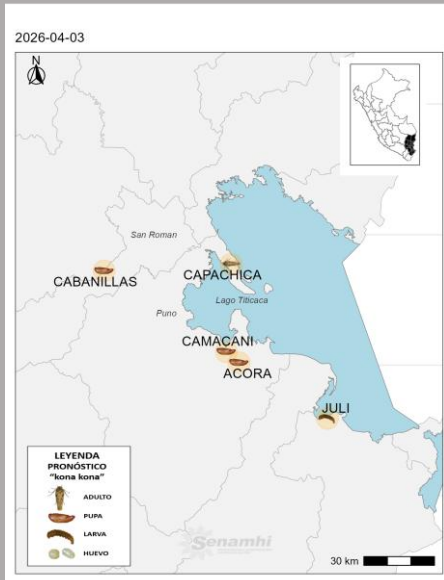 2026-04-03
N
San Roman
CABANILLAS
CAPACHICA
Lago Titicaca
Puno
CAMACANI
ACORA
JULI
LEYENDA
PRONÓSTICO
"kona kona"
ADULTO
PUPA
LARVA
HUEVO
Senamhi
30 km